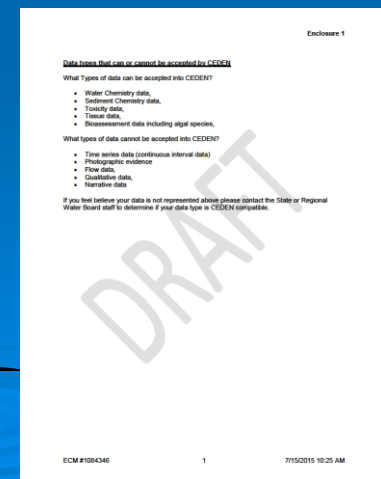 Enclosure 1
Data types that can or cannot be accepted by CEDEN
What Types of data can be accepted into CEDEN?
• Water Chemistry data,
• Sediment Chemistry data,
• Toxicity data,
• Tissue data,
• Bioassessment data including algal species,
What types of data cannot be accepted into CEDEN?
• Time series data (continuous interval data)
• Photographic evidence
• Flow data,
• Qualitative data,
• Narrative data
If you feel believe your data is not represented above please contact the State or Regional
Water Board staff to determine if your data type is CEDEN compatible.
DRAFT
ECM #1084346 1 7/15/2015 10:25 AM